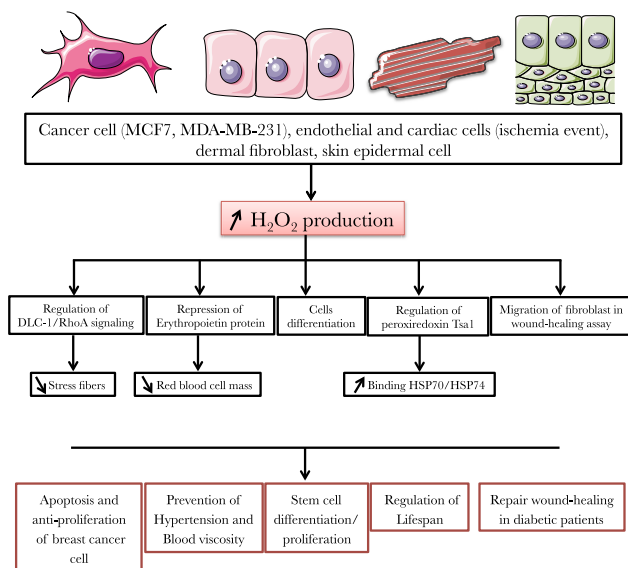 Cancer cell (MCF7, MDA-MB-231), endothelial and cardiac cells (ischemia event),
dermal fibroblast, skin epidermal cell
↗ H₂O₂ production
Regulation of
DLC-1/RhoA signaling
Repression of
Erythropoietin protein
Cells
differentiation
Regulation of
peroxiredoxin Tsa1
Migration of fibroblast in
wound-healing assay
↘ Stress fibers
↘ Red blood cell mass
↗ Binding HSP70/HSP74
Apoptosis and
anti-proliferation
of breast cancer
cell
Prevention of
Hypertension and
Blood viscosity
Stem cell
differentiation/
proliferation
Regulation of
Lifespan
Repair wound-healing
in diabetic patients